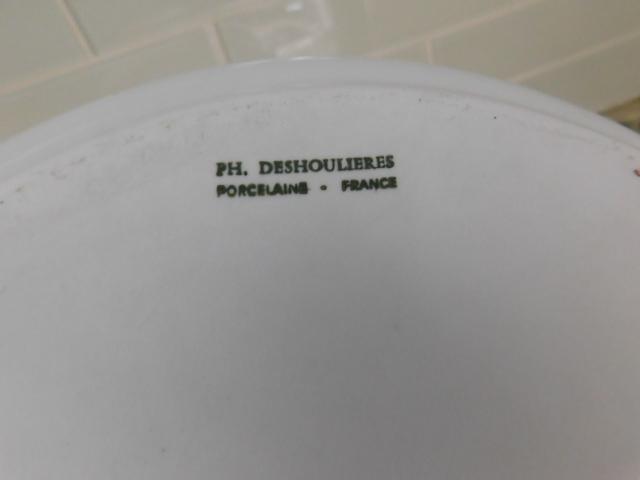 PH. DESHOULIERES
PORCELAINE • FRANCE